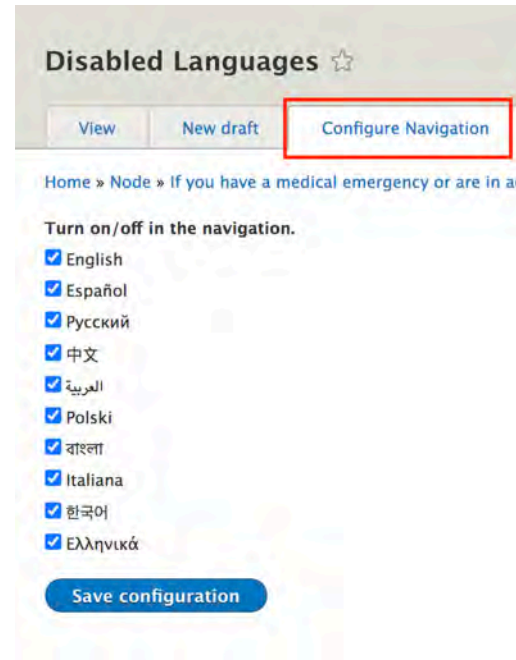 Disabled Languages
View New draft Configure Navigation
Home » Node » If you have a medical emergency or are in
Turn on/off in the navigation.
English
Español
Русский
中文
العربية
Polski
বাংলা
Italiana
한국어
Ελληνικά
Save configuration